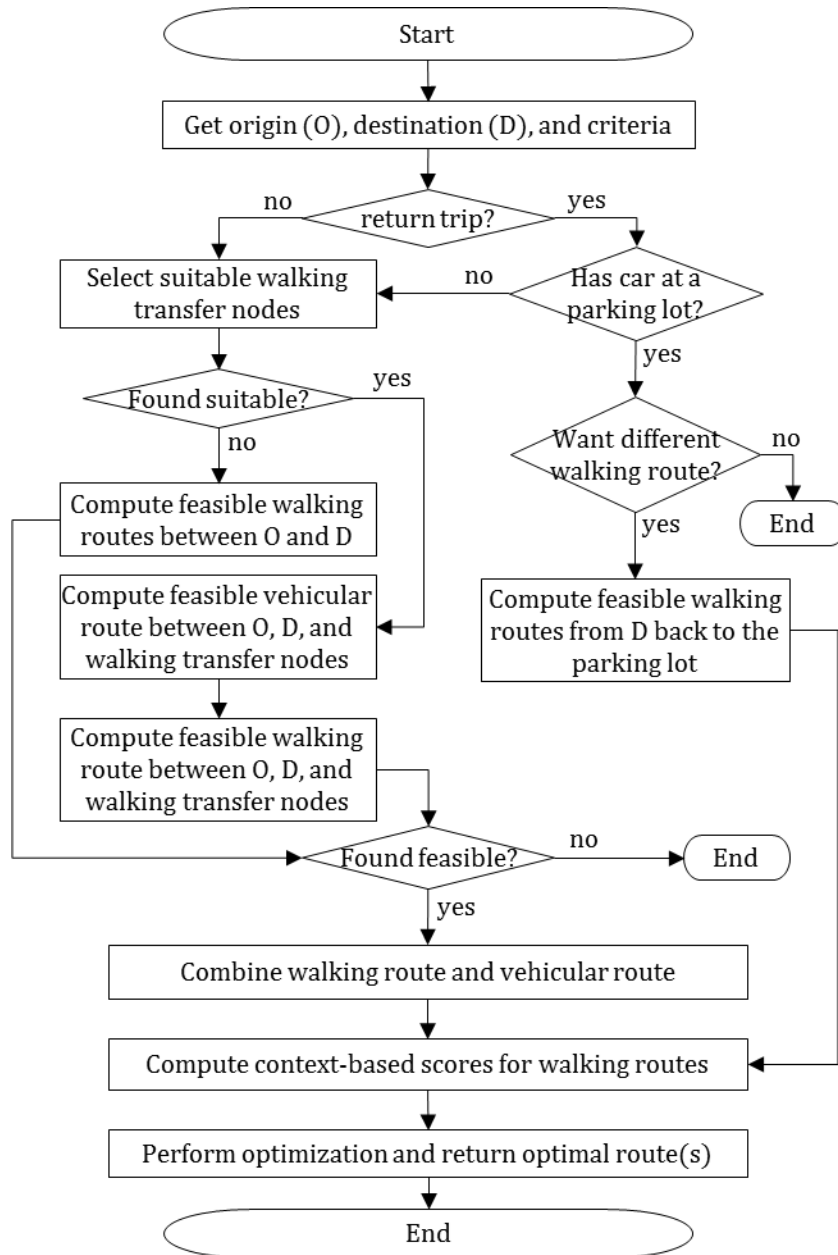 Start
Get origin (O), destination (D), and criteria
no
return trip?
yes
Select suitable walking
transfer nodes
no
Has car at a
parking lot?
yes
Found suitable?
yes
no
Want different
walking route?
no
End
yes
Compute feasible walking
routes between O and D
Compute feasible vehicular
route between O, D, and
walking transfer nodes
Compute feasible walking
routes from D back to the
parking lot
Compute feasible walking
route between O, D, and
walking transfer nodes
Found feasible?
no
End
yes
Combine walking route and vehicular route
Compute context-based scores for walking routes
Perform optimization and return optimal route(s)
End